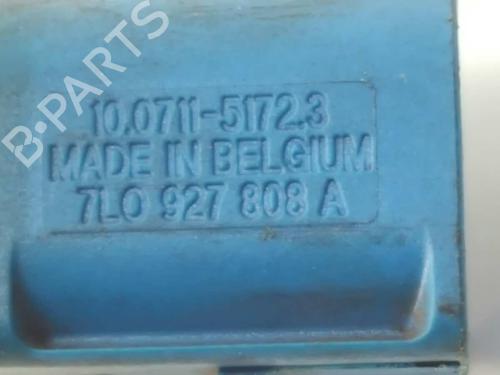 10.0711-5172.3
MADE IN BELGIUM
7L0 927 808 A
B-PARTS